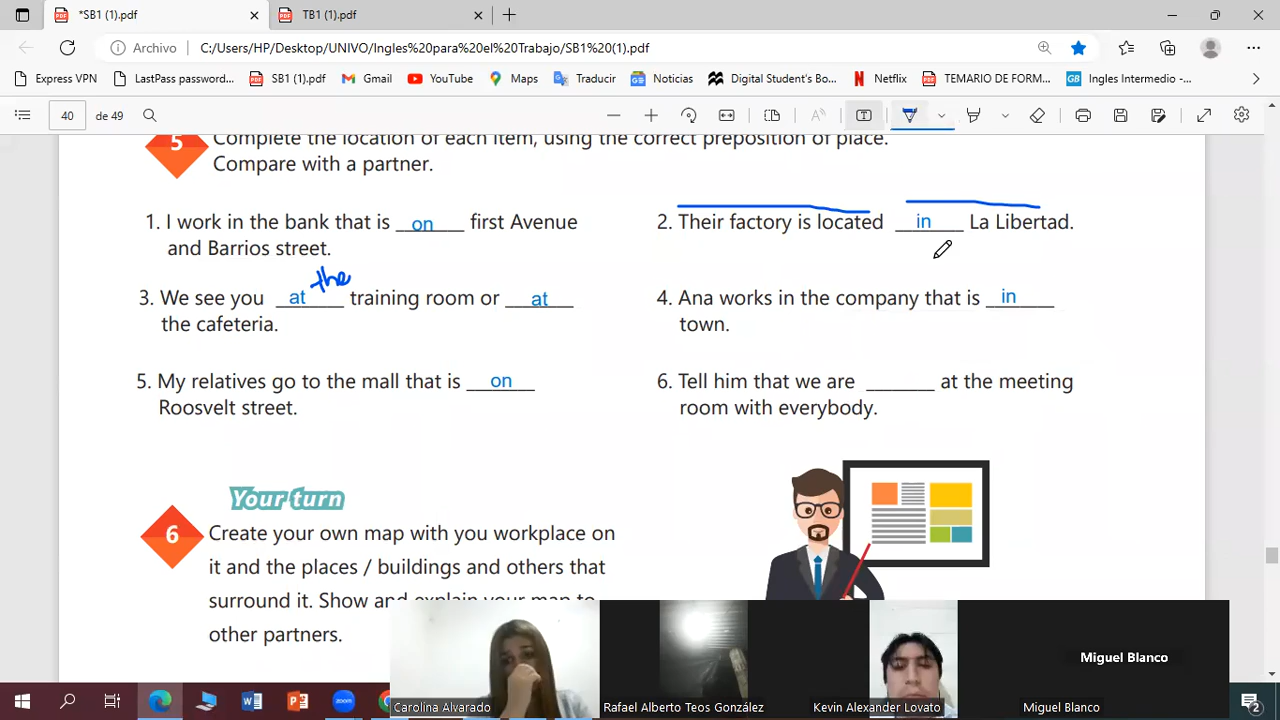 *SB1 (1).pdf
TB1 (1).pdf
Archivo
C:/Users/HP/Desktop/UNIVO/Ingles%20para%20el%20Trabajo/SB1%20(1).pdf
Express VPN
LastPass password...
SB1 (1).pdf
Gmail
YouTube
Maps
Traducir
Noticias
Digital Student's Bo...
Netflix
TEMARIO DE FORM...
Ingles Intermedio -...
40
de 49
5
Complete the location of each item, using the correct preposition of place.
Compare with a partner.
1. I work in the bank that is on first Avenue
and Barrios street.
2. Their factory is located in La Libertad.
3. We see you at the training room or at
the cafeteria.
4. Ana works in the company that is in
town.
5. My relatives go to the mall that is on
Roosvelt street.
6. Tell him that we are _______ at the meeting
room with everybody.
Your turn
6
Create your own map with you workplace on
it and the places / buildings and others that
surround it. Show and explain your map to
other partners.
Miguel Blanco
Carolina Alvarado
Rafael Alberto Teos González
Kevin Alexander Lovato
Miguel Blanco
2